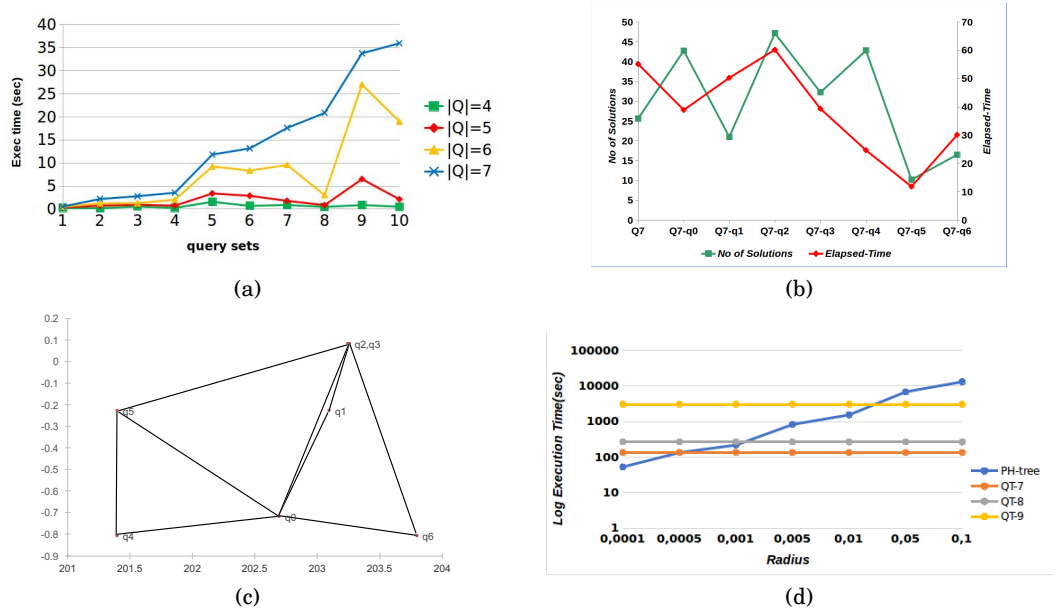 40
35
30
25
20
15
10
5
0
Exec time (sec)
1 2 3 4 5 6 7 8 9 10
query sets
|Q|=4
|Q|=5
|Q|=6
|Q|=7
(a)
50
45
40
35
30
25
20
15
10
5
0
No of Solutions
70
60
50
40
30
20
10
0
Elapsed-Time
Q7 Q7-q0 Q7-q1 Q7-q2 Q7-q3 Q7-q4 Q7-q5 Q7-q6
No of Solutions Elapsed-Time
(b)
0.2
0.1
0
-0.1
-0.2
-0.3
-0.4
-0.5
-0.6
-0.7
-0.8
-0.9
q2,q3
q5
q1
q0
q4
q6
201 201.5 202 202.5 203 203.5 204
(c)
100000
10000
1000
100
10
1
Log Execution Time(sec)
0,0001 0,0005 0,001 0,005 0,01 0,05 0,1
Radius
PH-tree
QT-7
QT-8
QT-9
(d)